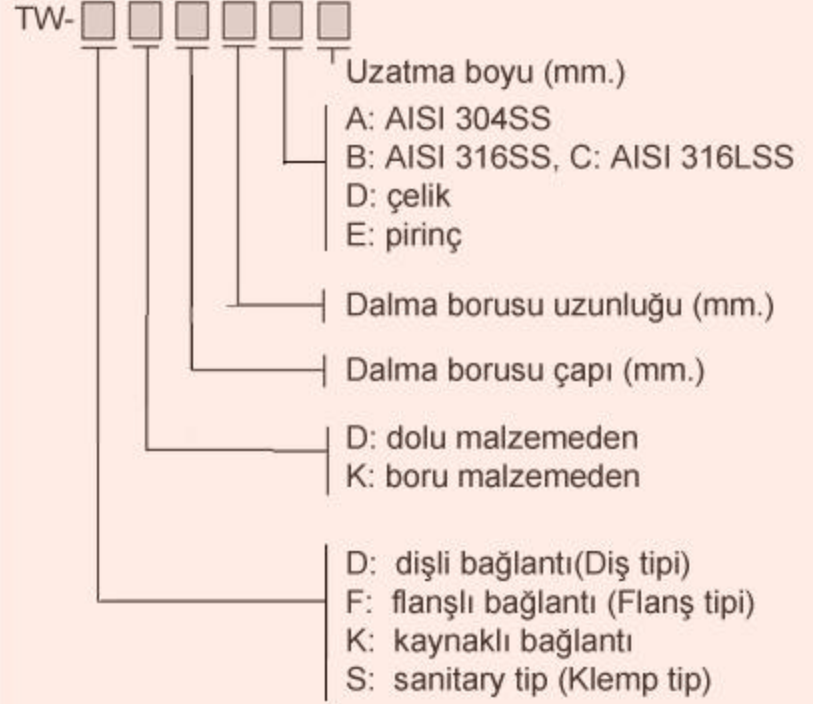 TW-
Uzatma boyu (mm.)
A: AISI 304SS
B: AISI 316SS, C: AISI 316LSS
D: çelik
E: pirinç
Dalma borusu uzunluğu (mm.)
Dalma borusu çapı (mm.)
D: dolu malzemeden
K: boru malzemeden
D: dişli bağlantı(Diş tipi)
F: flanşlı bağlantı (Flanş tipi)
K: kaynaklı bağlantı
S: sanitary tip (Klemp tip)